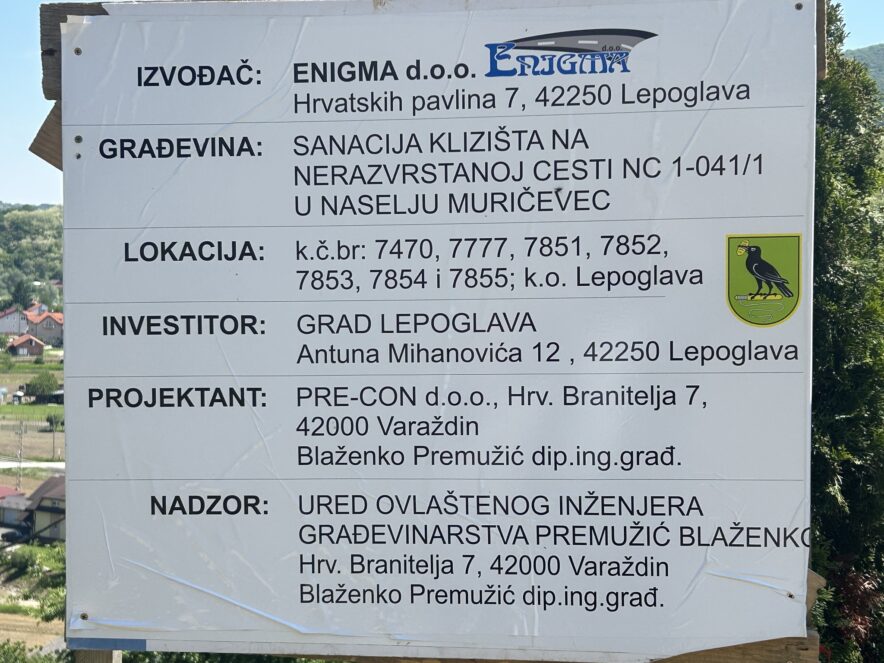 IZVOĐAČ: ENIGMA d.o.o. ENIGMA d.o.o.
Hrvatskih pavlina 7, 42250 Lepoglava
GRAĐEVINA: SANACIJA KLIZIŠTA NA
NERAZVRSTANOJ CESTI NC 1-041/1
U NASELJU MURIČEVEC
LOKACIJA: k.č.br: 7470, 7777, 7851, 7852,
7853, 7854 i 7855; k.o. Lepoglava
INVESTITOR: GRAD LEPOGLAVA
Antuna Mihanovića 12 , 42250 Lepoglava
PROJEKTANT: PRE-CON d.o.o., Hrv. Branitelja 7,
42000 Varaždin
Blaženko Premužić dip.ing.građ.
NADZOR: URED OVLAŠTENOG INŽENJERA
GRAĐEVINARSTVA PREMUŽIĆ BLAŽENKO
Hrv. Branitelja 7, 42000 Varaždin
Blaženko Premužić dip.ing.građ.